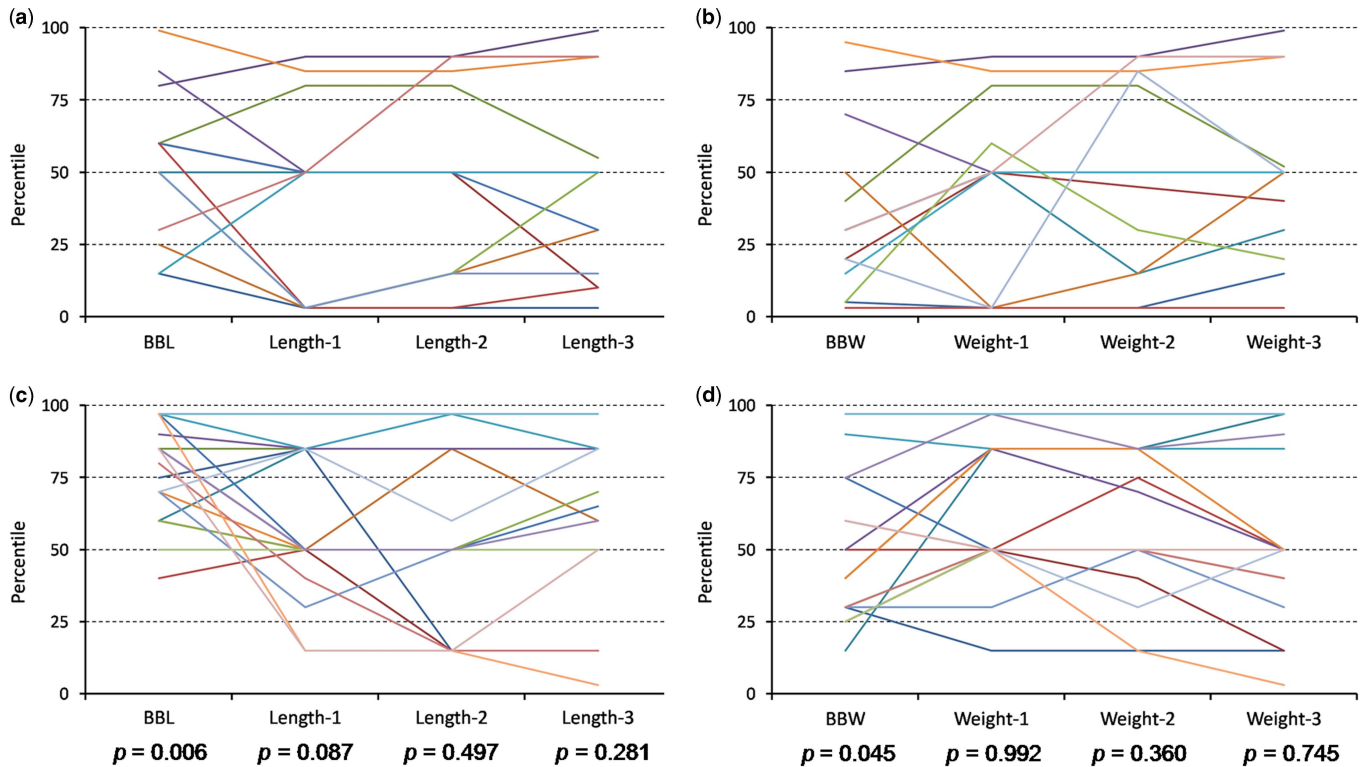 (a)
100
75
50
25
0
Percentile
BBL Length-1 Length-2 Length-3
(b)
100
75
50
25
0
Percentile
BBW Weight-1 Weight-2 Weight-3
(c)
100
75
50
25
0
Percentile
BBL Length-1 Length-2 Length-3
p = 0.006 p = 0.087 p = 0.497 p = 0.281
(d)
100
75
50
25
0
Percentile
BBW Weight-1 Weight-2 Weight-3
p = 0.045 p = 0.992 p = 0.360 p = 0.745